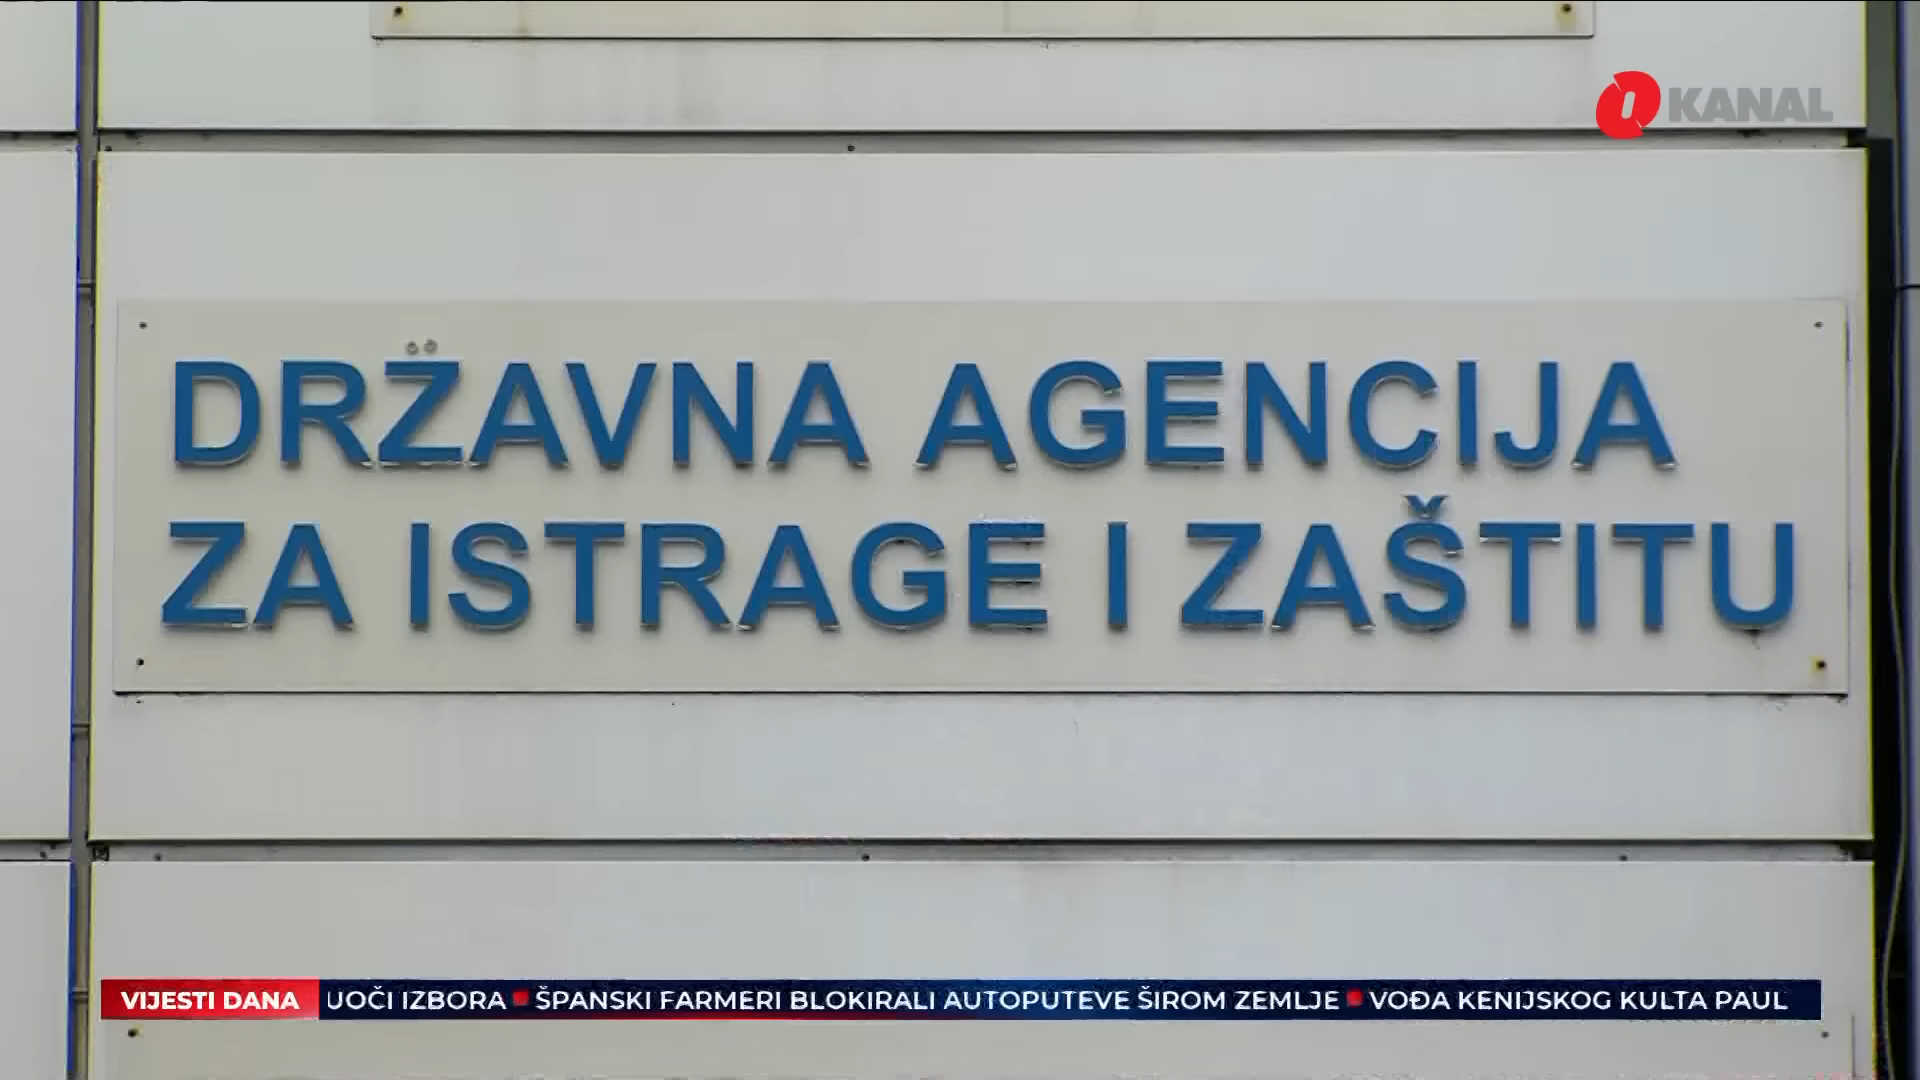 O KANAL
DRŽAVNA AGENCIJA
ZA ISTRAGE I ZAŠTITU
VIJESTI DANA UOČI IZBORA ▪ ŠPANSKI FARMERI BLOKIRALI AUTOPUTEVE ŠIROM ZEMLJE ▪ VOĐA KENIJSKOG KULTA PAUL